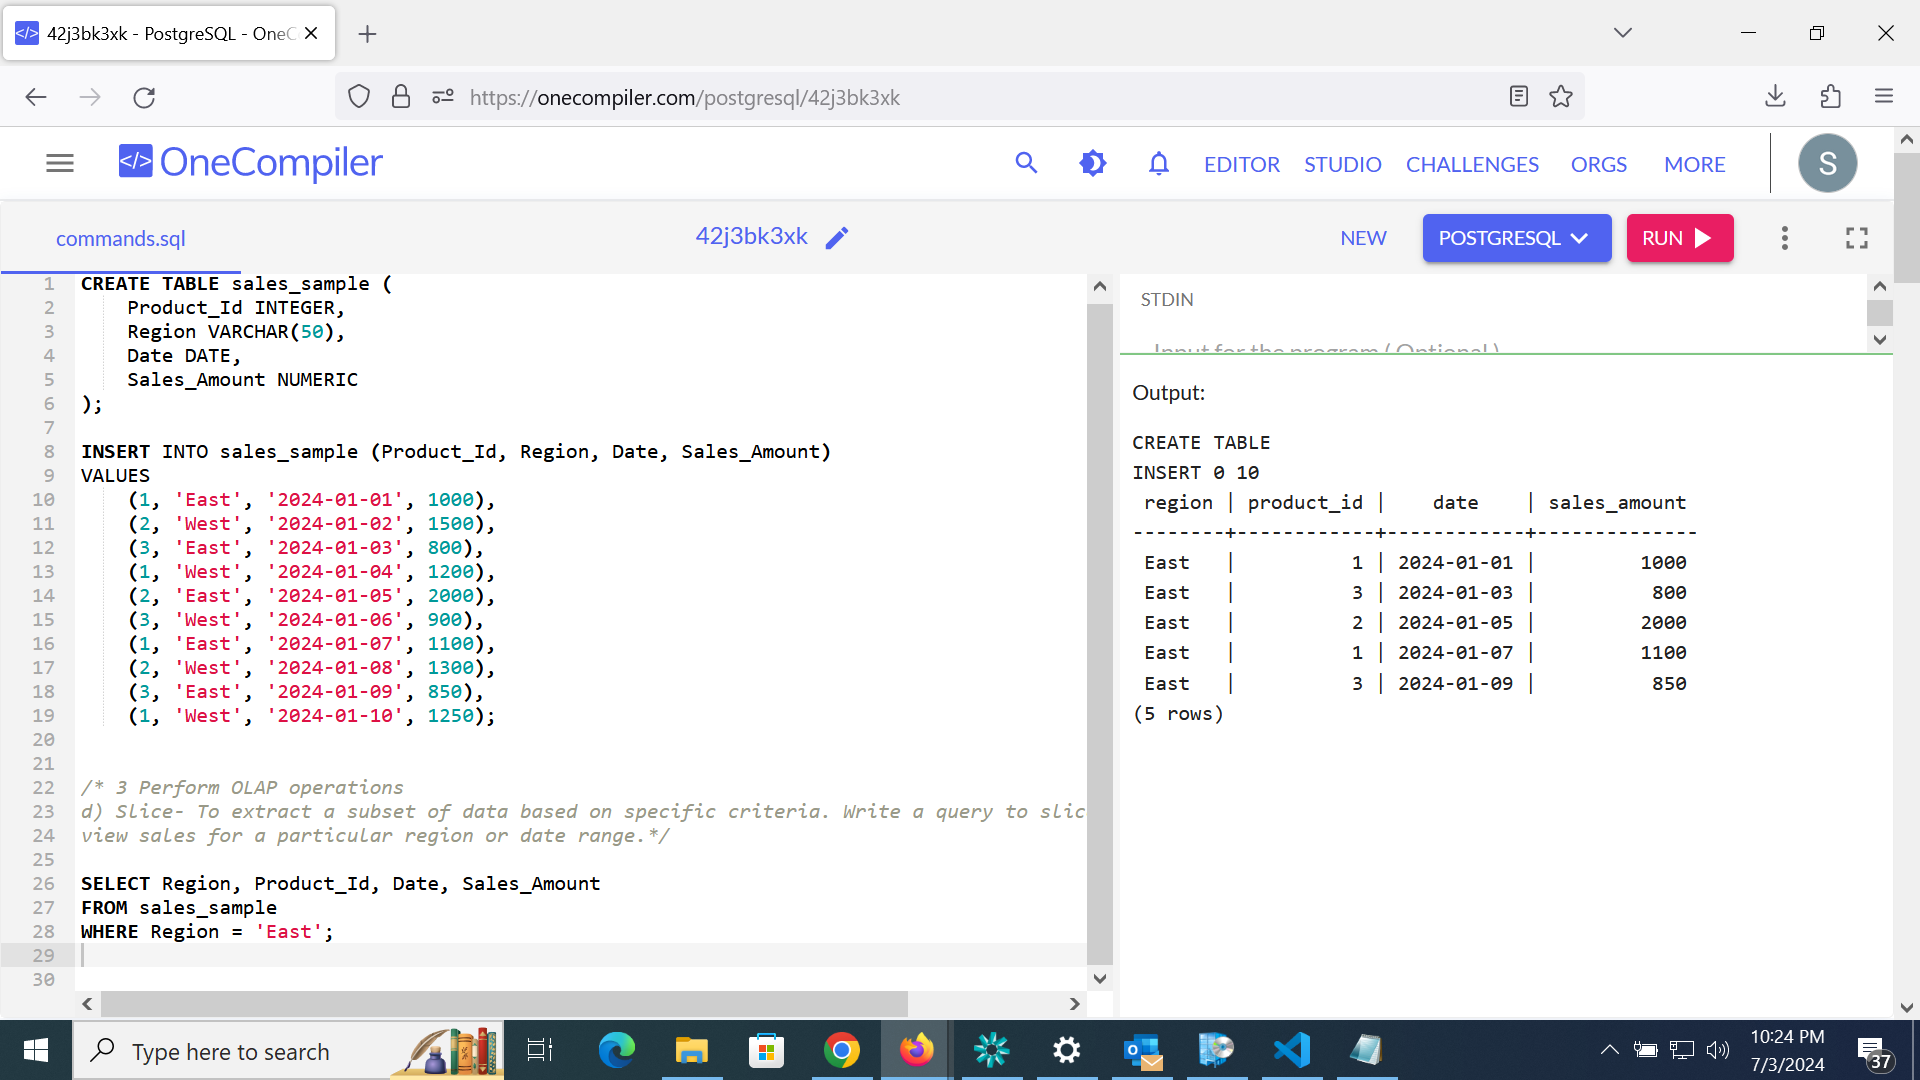 42j3bk3xk - PostgreSQL - OneC
https://onecompiler.com/postgresql/42j3bk3xk
</> OneCompiler
EDITOR STUDIO CHALLENGES ORGS MORE
S
commands.sql
42j3bk3xk
NEW
POSTGRESQL
RUN
1 CREATE TABLE sales_sample (
2     Product_Id INTEGER,
3     Region VARCHAR(50),
4     Date DATE,
5     Sales_Amount NUMERIC
6 );
7
8 INSERT INTO sales_sample (Product_Id, Region, Date, Sales_Amount)
9 VALUES
10     (1, 'East', '2024-01-01', 1000),
11     (2, 'West', '2024-01-02', 1500),
12     (3, 'East', '2024-01-03', 800),
13     (1, 'West', '2024-01-04', 1200),
14     (2, 'East', '2024-01-05', 2000),
15     (3, 'West', '2024-01-06', 900),
16     (1, 'East', '2024-01-07', 1100),
17     (2, 'West', '2024-01-08', 1300),
18     (3, 'East', '2024-01-09', 850),
19     (1, 'West', '2024-01-10', 1250);
20
21
22 /* 3 Perform OLAP operations
23 d) Slice- To extract a subset of data based on specific criteria. Write a query to slic
24 view sales for a particular region or date range.*/
25
26 SELECT Region, Product_Id, Date, Sales_Amount
27 FROM sales_sample
28 WHERE Region = 'East';
29
30
STDIN
Input for the program ( Optional )
Output:
CREATE TABLE
INSERT 0 10
 region | product_id |    date    | sales_amount
--------+------------+------------+--------------
 East   |          1 | 2024-01-01 |         1000
 East   |          3 | 2024-01-03 |          800
 East   |          2 | 2024-01-05 |         2000
 East   |          1 | 2024-01-07 |         1100
 East   |          3 | 2024-01-09 |          850
(5 rows)
Type here to search
10:24 PM
7/3/2024
37